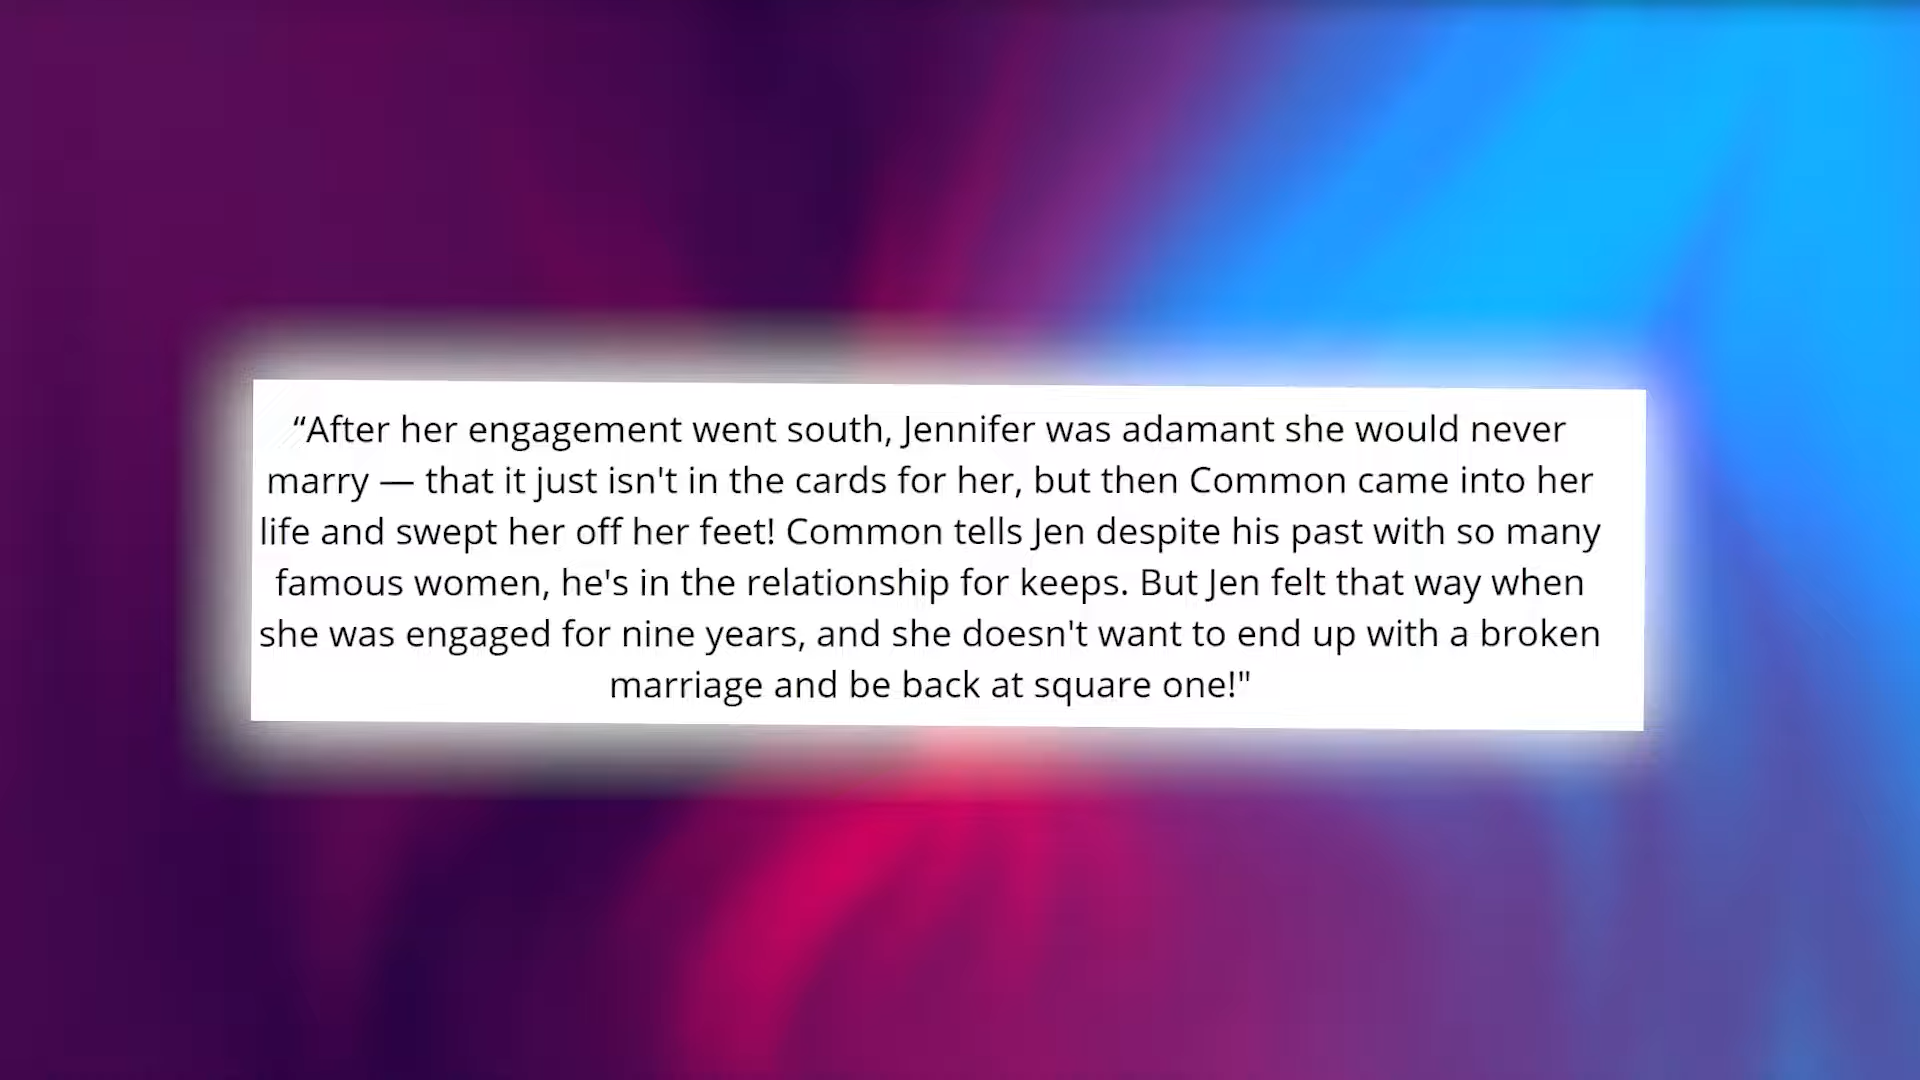 “After her engagement went south, Jennifer was adamant she would never
marry — that it just isn't in the cards for her, but then Common came into her
life and swept her off her feet! Common tells Jen despite his past with so many
famous women, he's in the relationship for keeps. But Jen felt that way when
she was engaged for nine years, and she doesn't want to end up with a broken
marriage and be back at square one!"